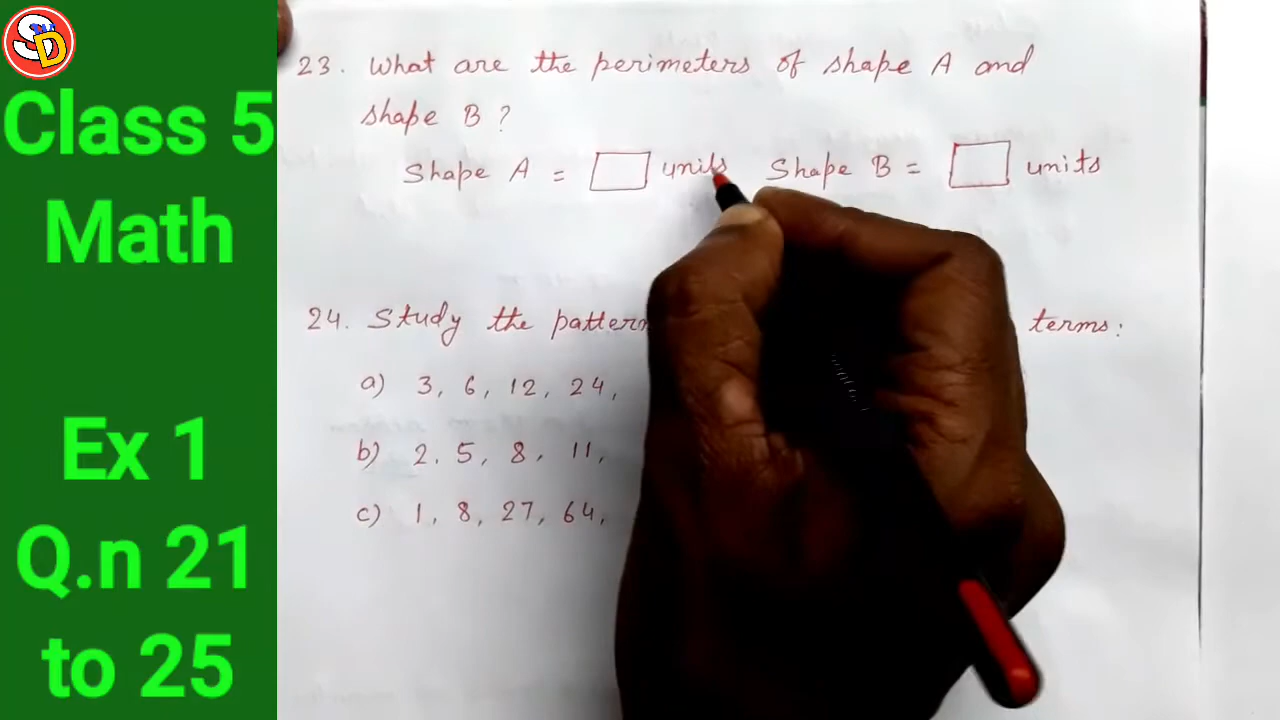 SD
Class 5
Math
Ex 1
Q.n 21
to 25
23. What are the perimeters of shape A and
shape B?
Shape A = units Shape B = units
24. Study the pattern terms:
a) 3, 6, 12, 24,
b) 2. 5, 8, 11,
c) 1, 8, 27, 64,